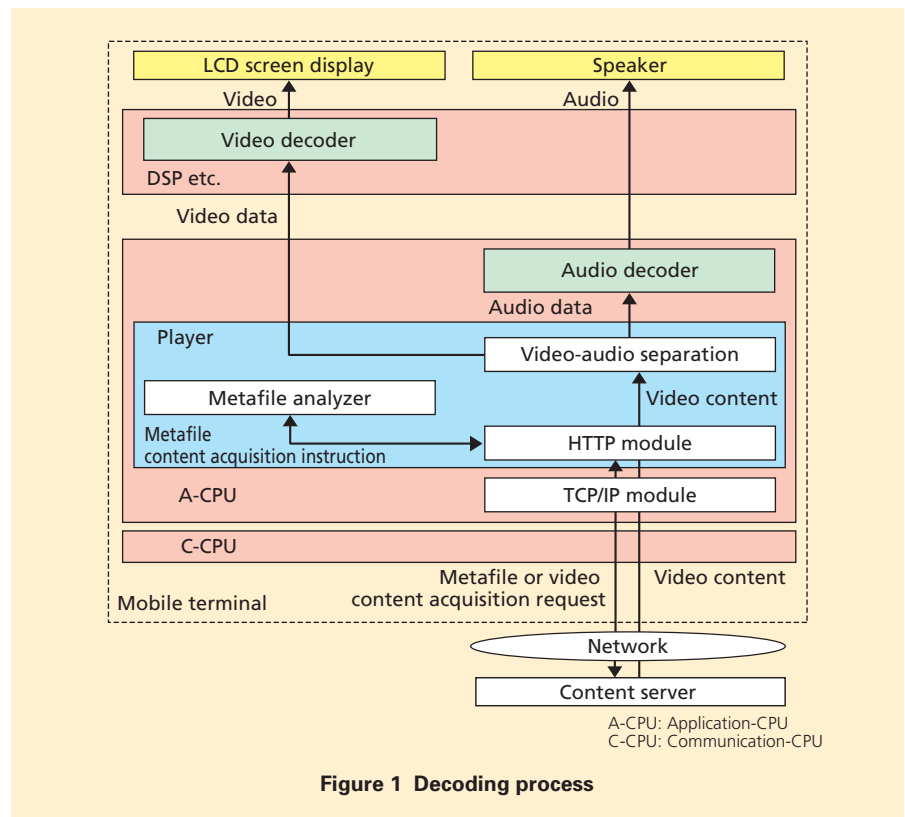 LCD screen display
Speaker
Video
Audio
Video decoder
DSP etc.
Video data
Audio decoder
Audio data
Player
Video-audio separation
Metafile analyzer
Video content
Metafile
content acquisition instruction
HTTP module
A-CPU
TCP/IP module
C-CPU
Metafile or video
content acquisition request
Video content
Mobile terminal
Network
Content server
A-CPU: Application-CPU
C-CPU: Communication-CPU
Figure 1 Decoding process